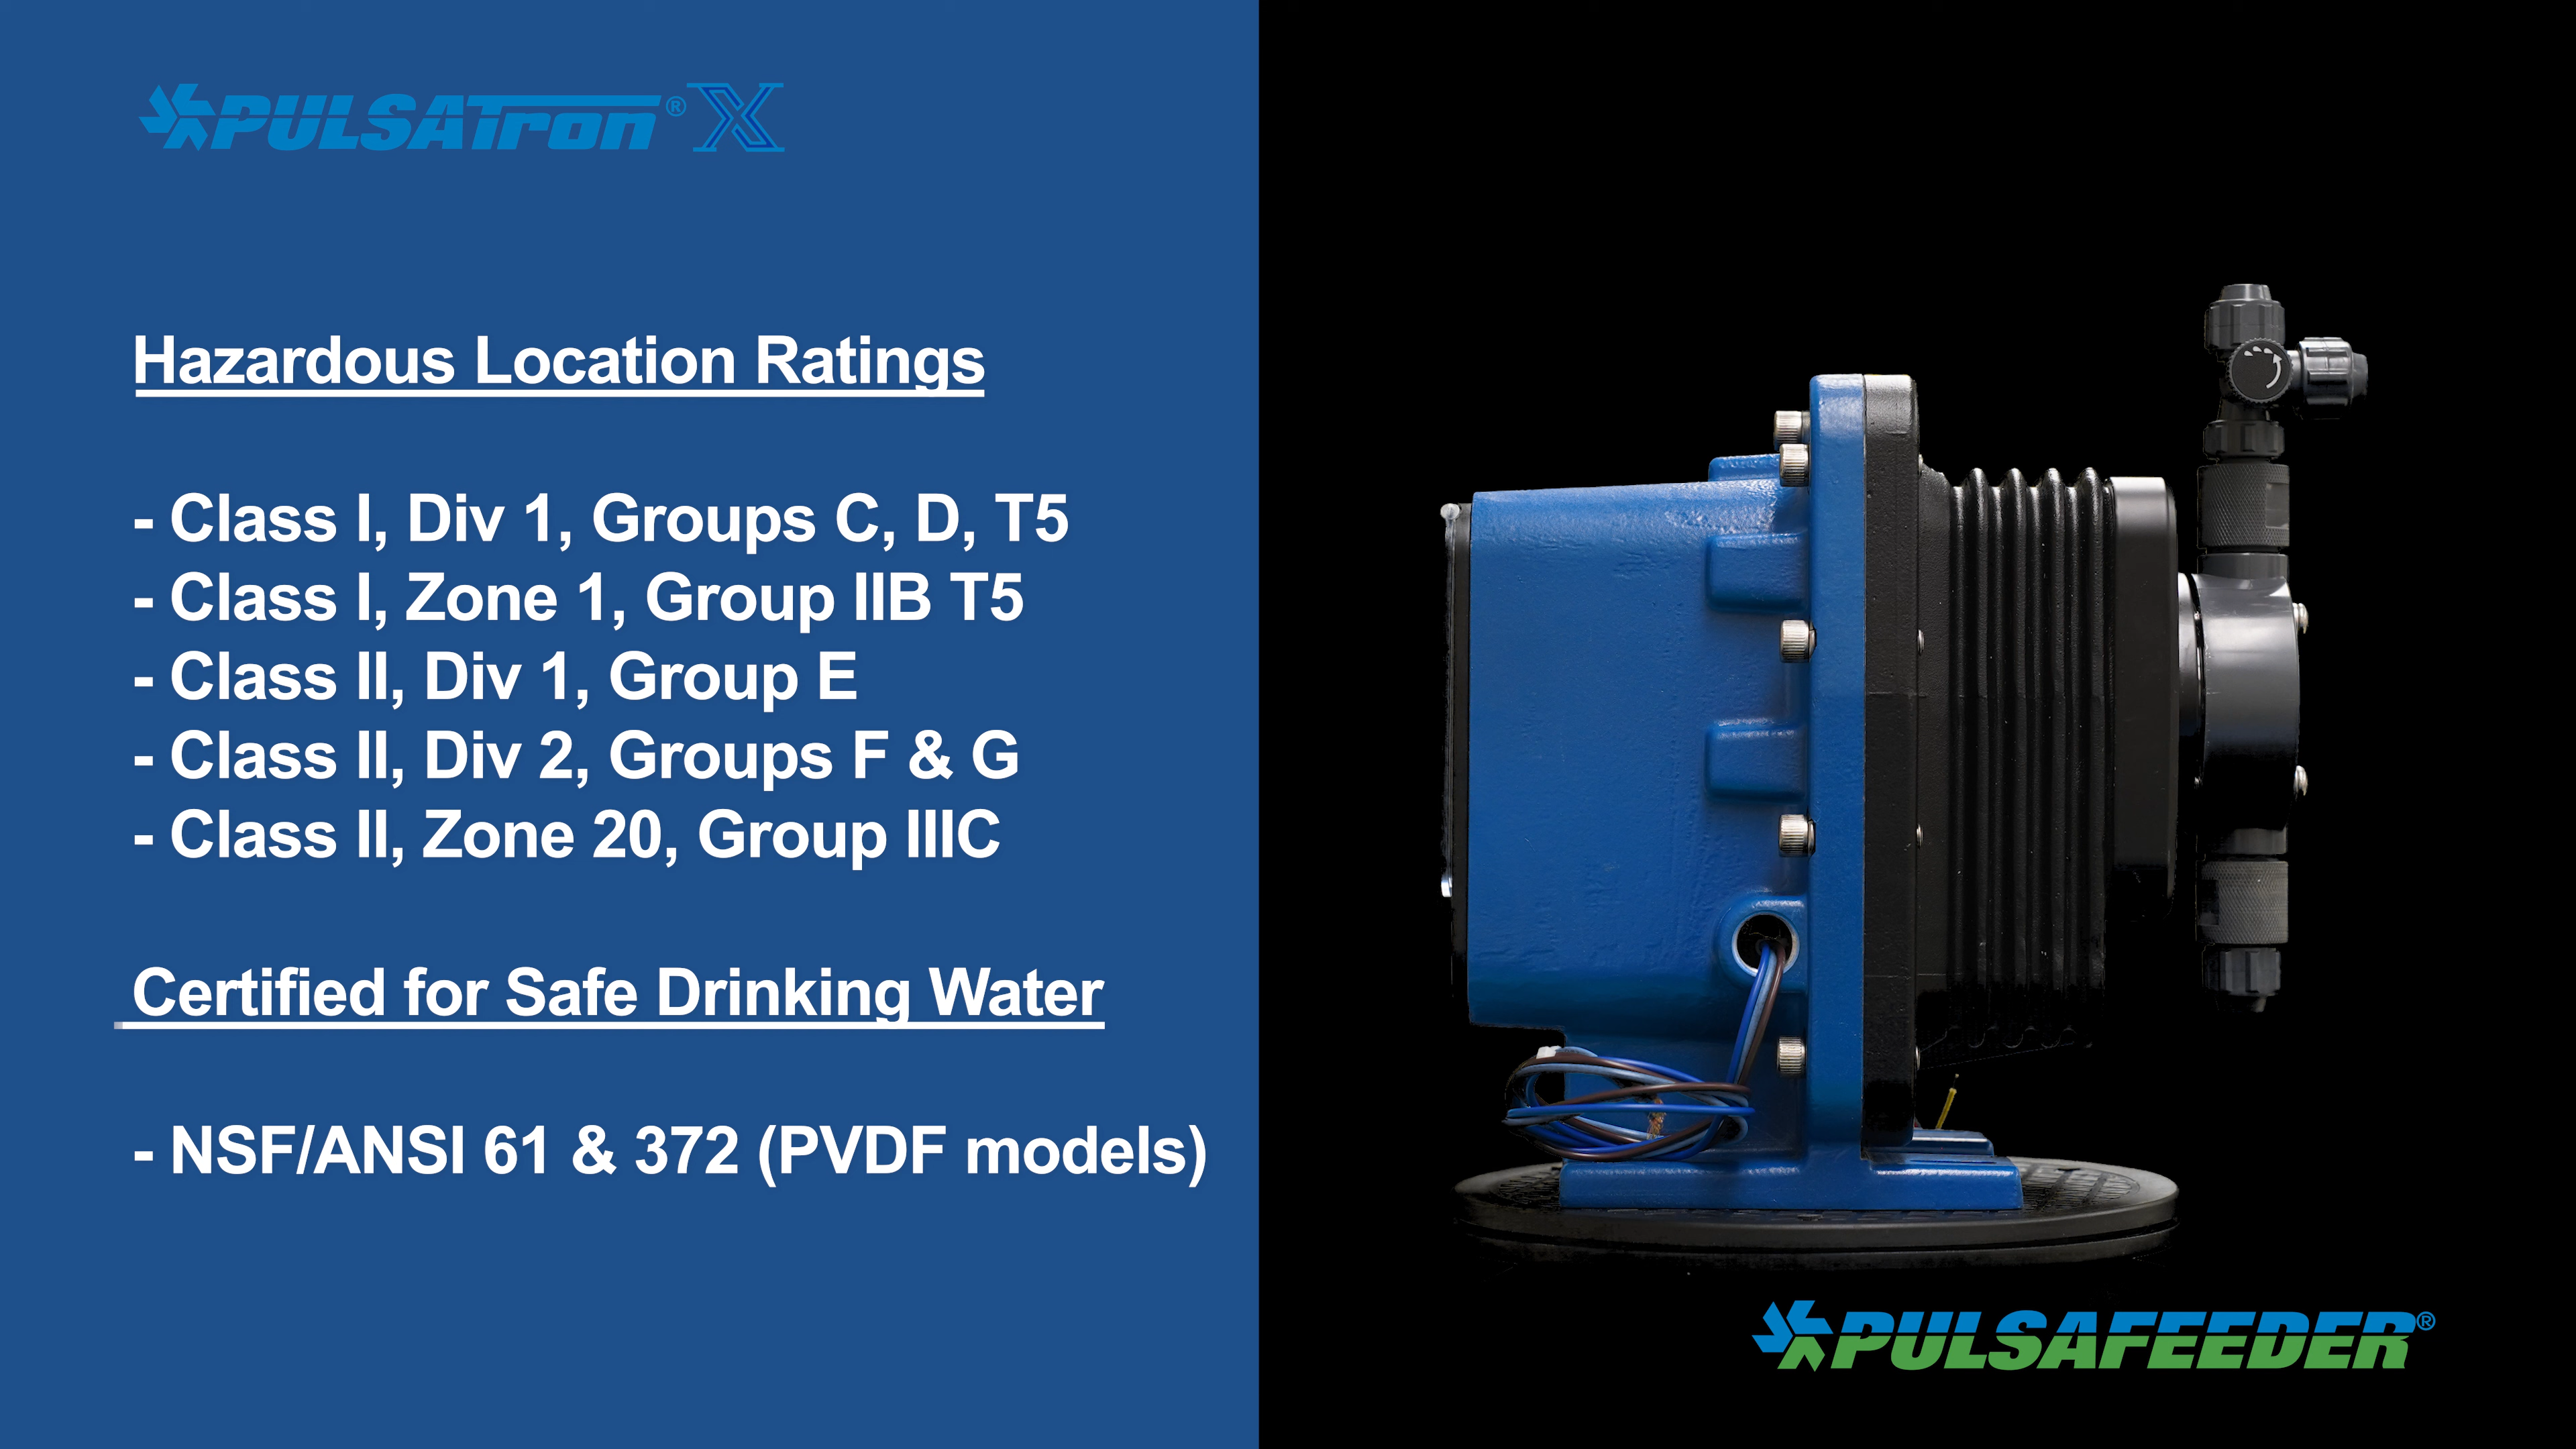 PULSATron® X
Hazardous Location Ratings
- Class I, Div 1, Groups C, D, T5
- Class I, Zone 1, Group IIB T5
- Class II, Div 1, Group E
- Class II, Div 2, Groups F & G
- Class II, Zone 20, Group IIIC
Certified for Safe Drinking Water
- NSF/ANSI 61 & 372 (PVDF models)
PULSAFEEDER®